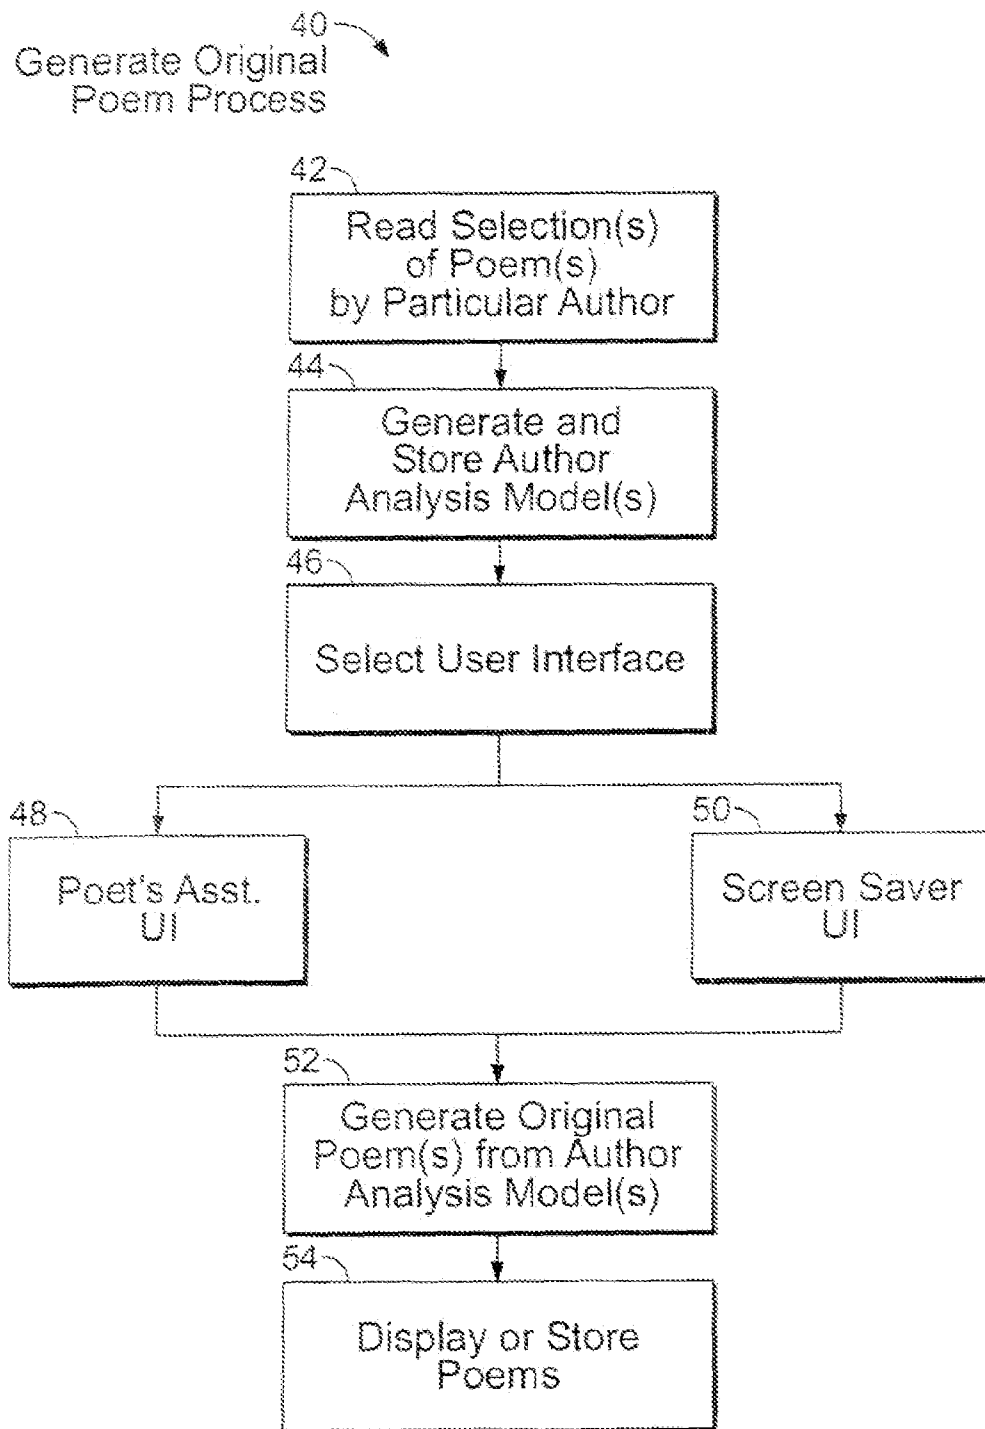 40
Generate Original
Poem Process
42
Read Selection(s)
of Poem(s)
by Particular Author
44
Generate and
Store Author
Analysis Model(s)
46
Select User Interface
48
Poet's Asst.
UI
50
Screen Saver
UI
52
Generate Original
Poem(s) from Author
Analysis Model(s)
54
Display or Store
Poems